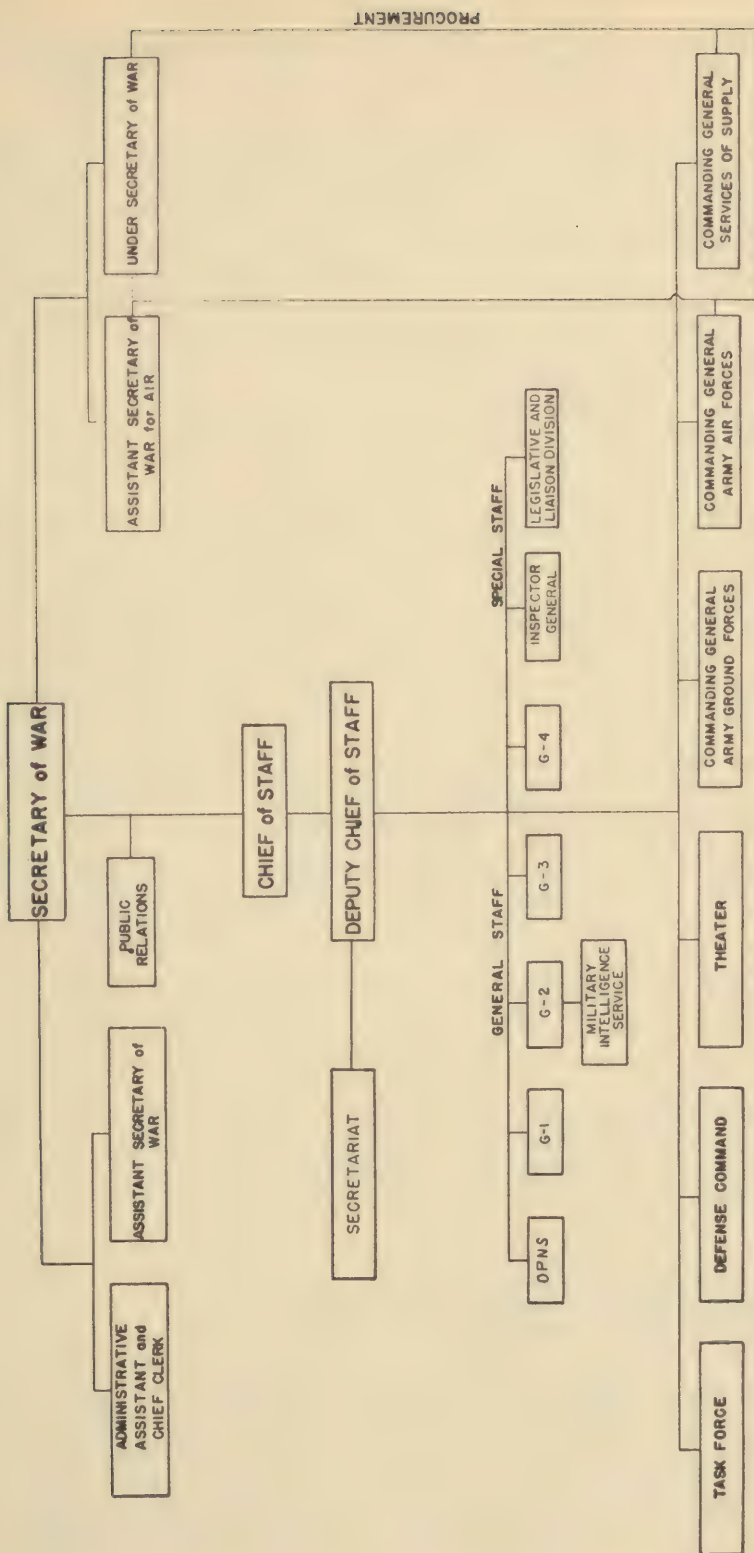 SECRETARY of WAR
ADMINISTRATIVE
ASSISTANT and
CHIEF CLERK
ASSISTANT SECRETARY of
WAR
PUBLIC
RELATIONS
ASSISTANT SECRETARY of
WAR for AIR
UNDER SECRETARY of WAR
PROCUREMENT
CHIEF of STAFF
DEPUTY CHIEF of STAFF
SECRETARIAT
GENERAL STAFF
SPECIAL STAFF
OPNS
G-1
G-2
G-3
G-4
INSPECTOR
GENERAL
LEGISLATIVE AND
LIAISON DIVISION
MILITARY
INTELLIGENCE
SERVICE
TASK FORCE
DEFENSE COMMAND
THEATER
COMMANDING GENERAL
ARMY GROUND FORCES
COMMANDING GENERAL
ARMY AIR FORCES
COMMANDING GENERAL
SERVICES OF SUPPLY